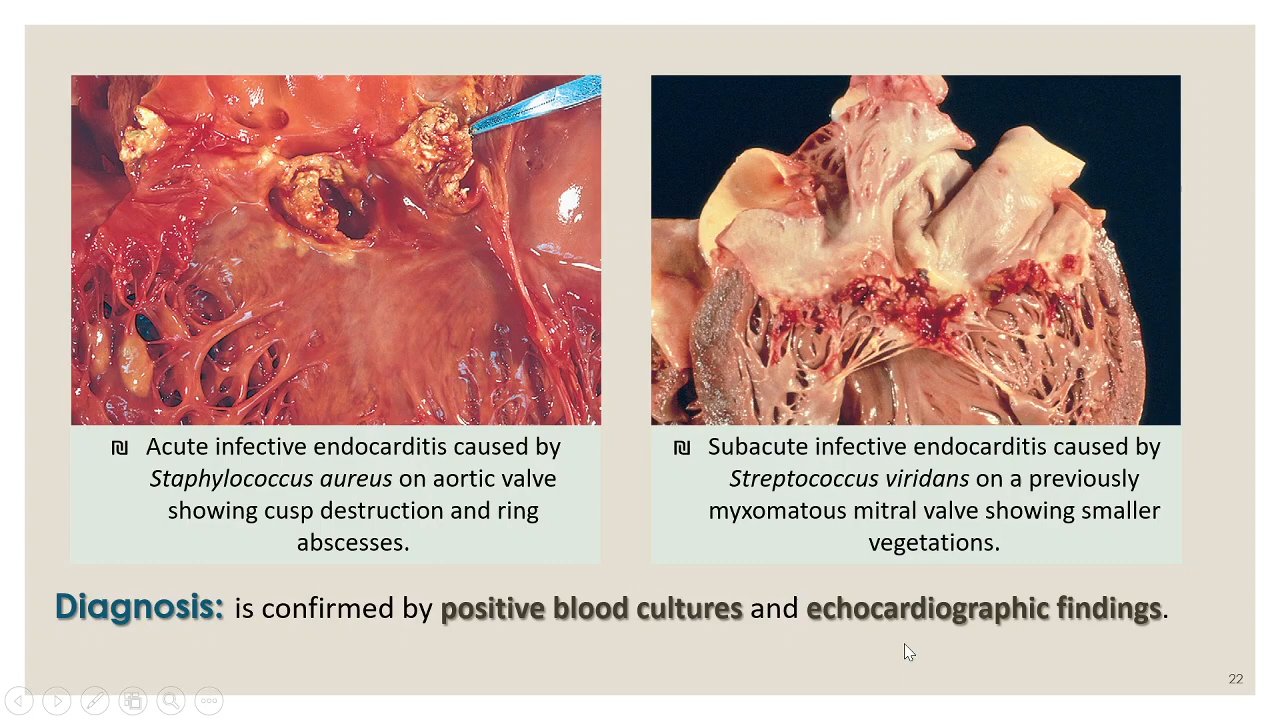 ₪ Acute infective endocarditis caused by
Staphylococcus aureus on aortic valve
showing cusp destruction and ring
abscesses.
₪ Subacute infective endocarditis caused by
Streptococcus viridans on a previously
myxomatous mitral valve showing smaller
vegetations.
Diagnosis: is confirmed by positive blood cultures and echocardiographic findings.
22